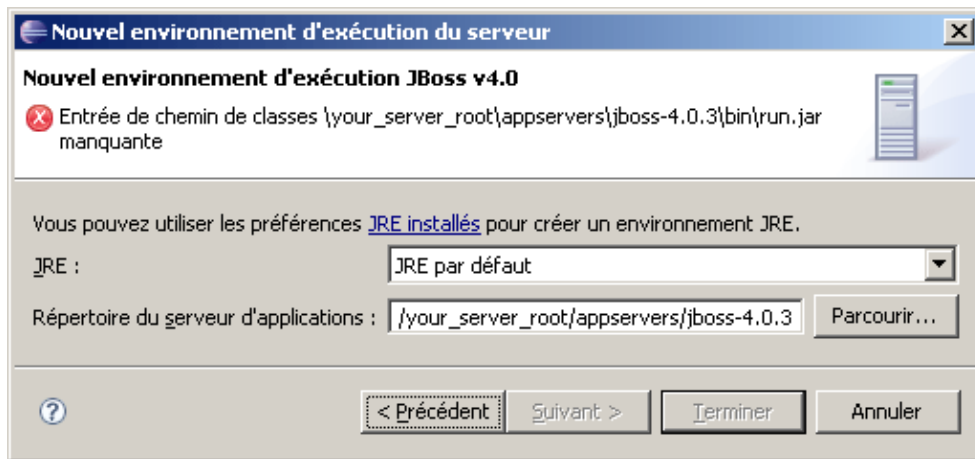 Nouvel environnement d'exécution du serveur
Nouvel environnement d'exécution JBoss v4.0
Entrée de chemin de classes \your_server_root\appservers\jboss-4.0.3\bin\run.jar
manquante
Vous pouvez utiliser les préférences JRE installés pour créer un environnement JRE.
JRE : JRE par défaut
Répertoire du serveur d'applications : /your_server_root/appservers/jboss-4.0.3 Parcourir...
? < Précédent Suivant > Terminer Annuler